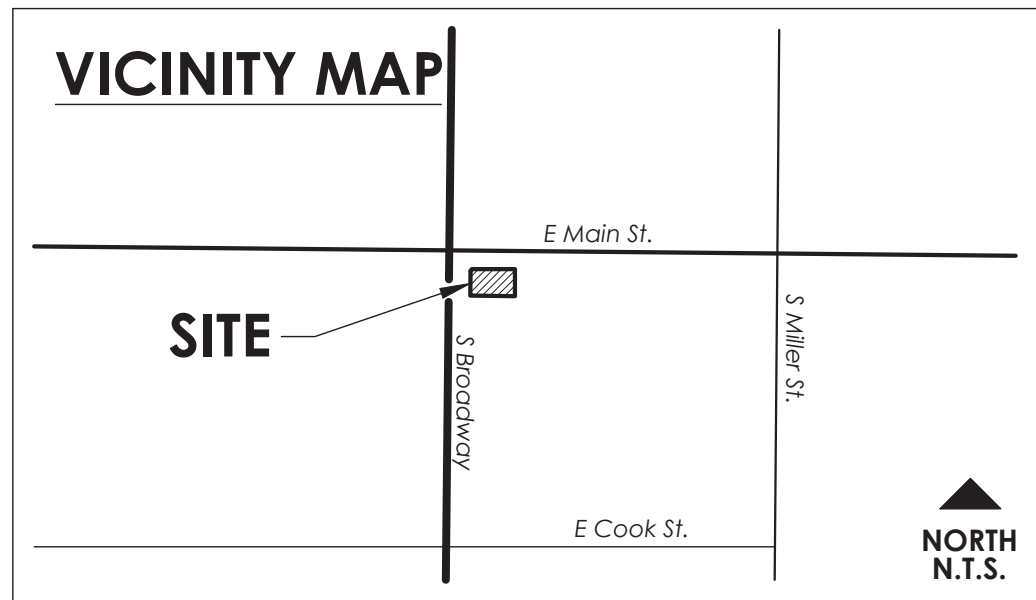 VICINITY MAP
E Main St.
SITE
S Broadway
S Miller St.
E Cook St.
NORTH
N.T.S.